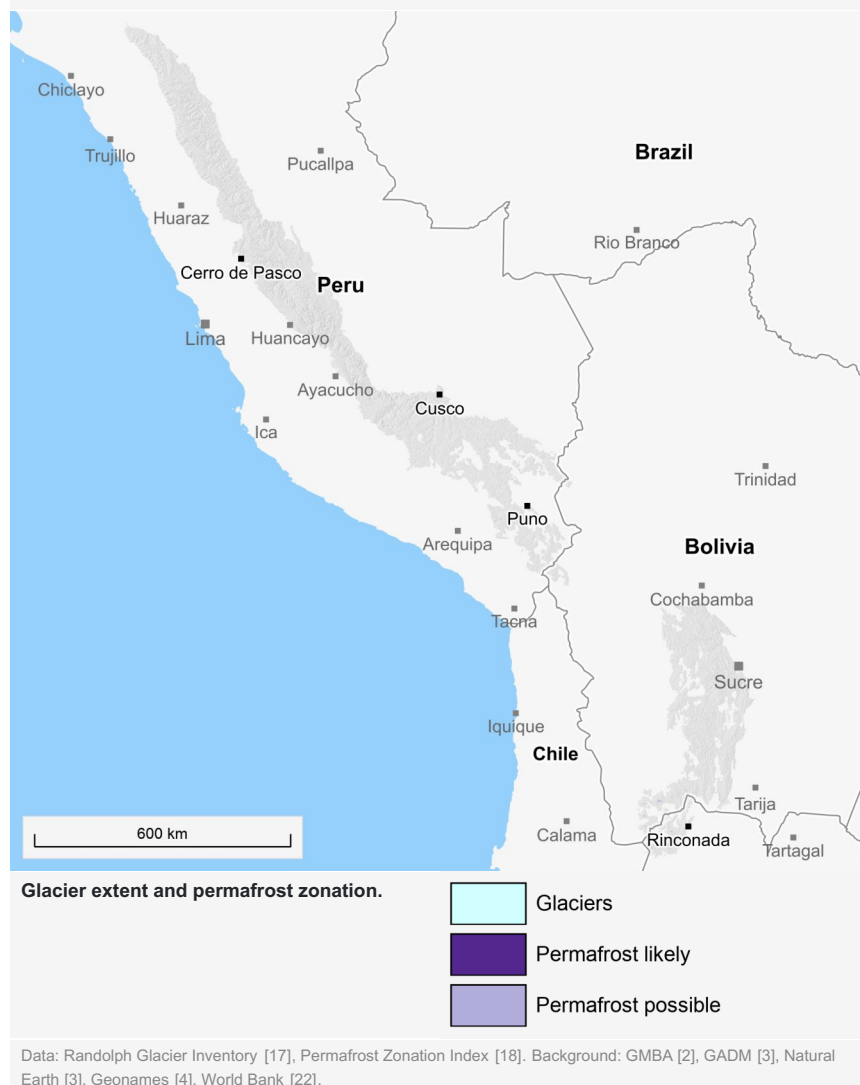 Chiclayo
Trujillo
Pucallpa
Brazil
Huaraz
Rio Branco
Cerro de Pasco
Peru
Lima
Huancayo
Ayacucho
Cusco
Ica
Trinidad
Puno
Arequipa
Bolivia
Cochabamba
Tacna
Sucre
Iquique
Chile
Tarija
600 km
Calama
Rinconada
Tartagal
Glacier extent and permafrost zonation.
Glaciers
Permafrost likely
Permafrost possible
Data: Randolph Glacier Inventory [17], Permafrost Zonation Index [18]. Background: GMBA [2], GADM [3], Natural
Earth [3], Geonames [4], World Bank [22].